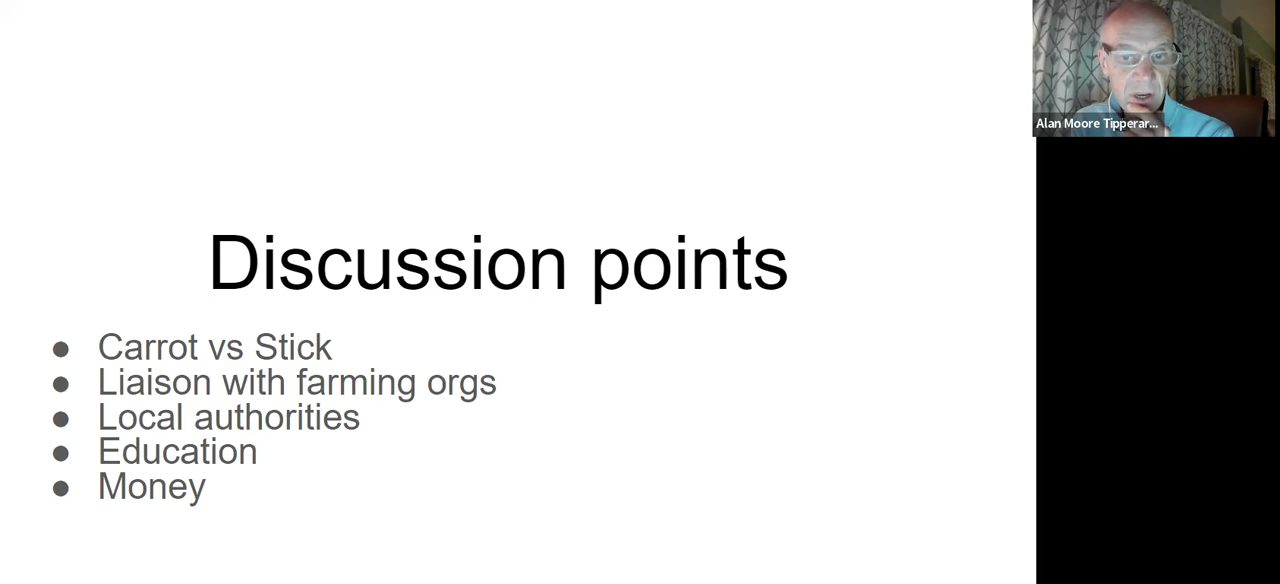 Alan Moore Tipperar...
Discussion points
● Carrot vs Stick
● Liaison with farming orgs
● Local authorities
● Education
● Money